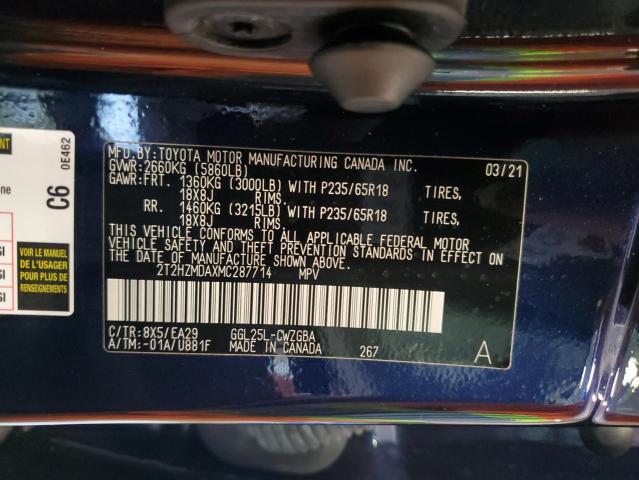 MFD.BY:TOYOTA MOTOR MANUFACTURING CANADA INC. 03/21
GVWR:2660KG (5860LB)
GAWR:FRT. 1360KG (3000LB) WITH P235/65R18 TIRES,
18X8J RIMS.
RR. 1460KG (3215LB) WITH P235/65R18 TIRES,
18X8J RIMS.
THIS VEHICLE CONFORMS TO ALL APPLICABLE FEDERAL MOTOR
VEHICLE SAFETY AND THEFT PREVENTION STANDARDS IN EFFECT ON
THE DATE OF MANUFACTURE SHOWN ABOVE.
2T2HZMDAXMC287714 MPV
C/TR:8X5/EA29 GGL25L-CWZGBA
A/TM:-01A/U881F MADE IN CANADA 267 A
C6
0E462
VOIR LE MANUEL
DE L'USAGER
POUR PLUS DE
RENSEIGNEMENTS